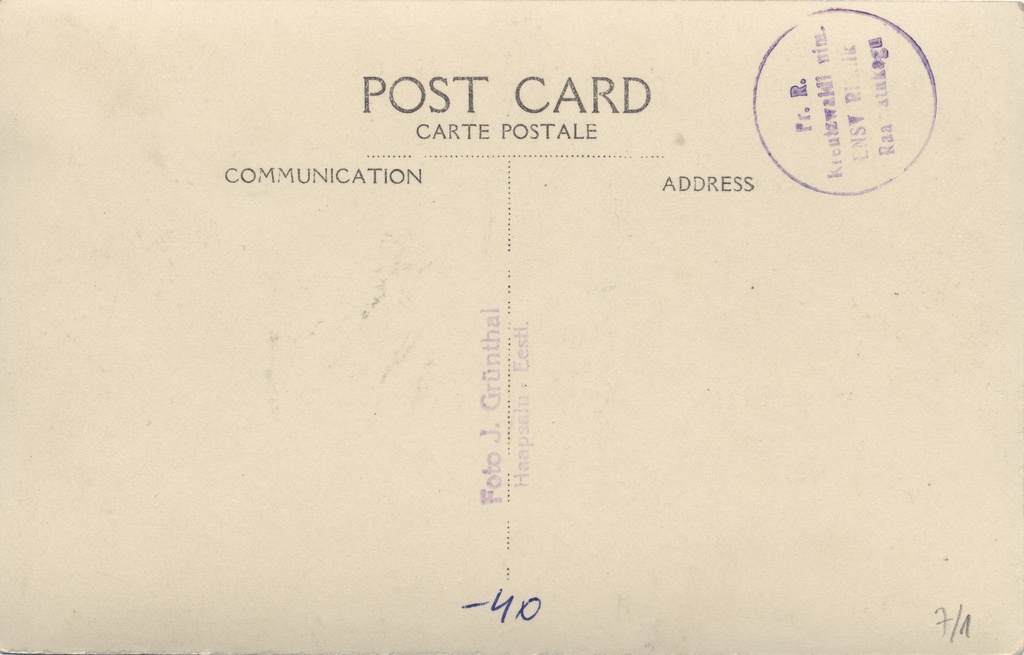 POST CARD
CARTE POSTALE
COMMUNICATION
ADDRESS
Fr. R.
Kreutzwaldi nim.
ENSV
Foto J. Grünthal
Haapsalu - Eesti.
-40
7/1